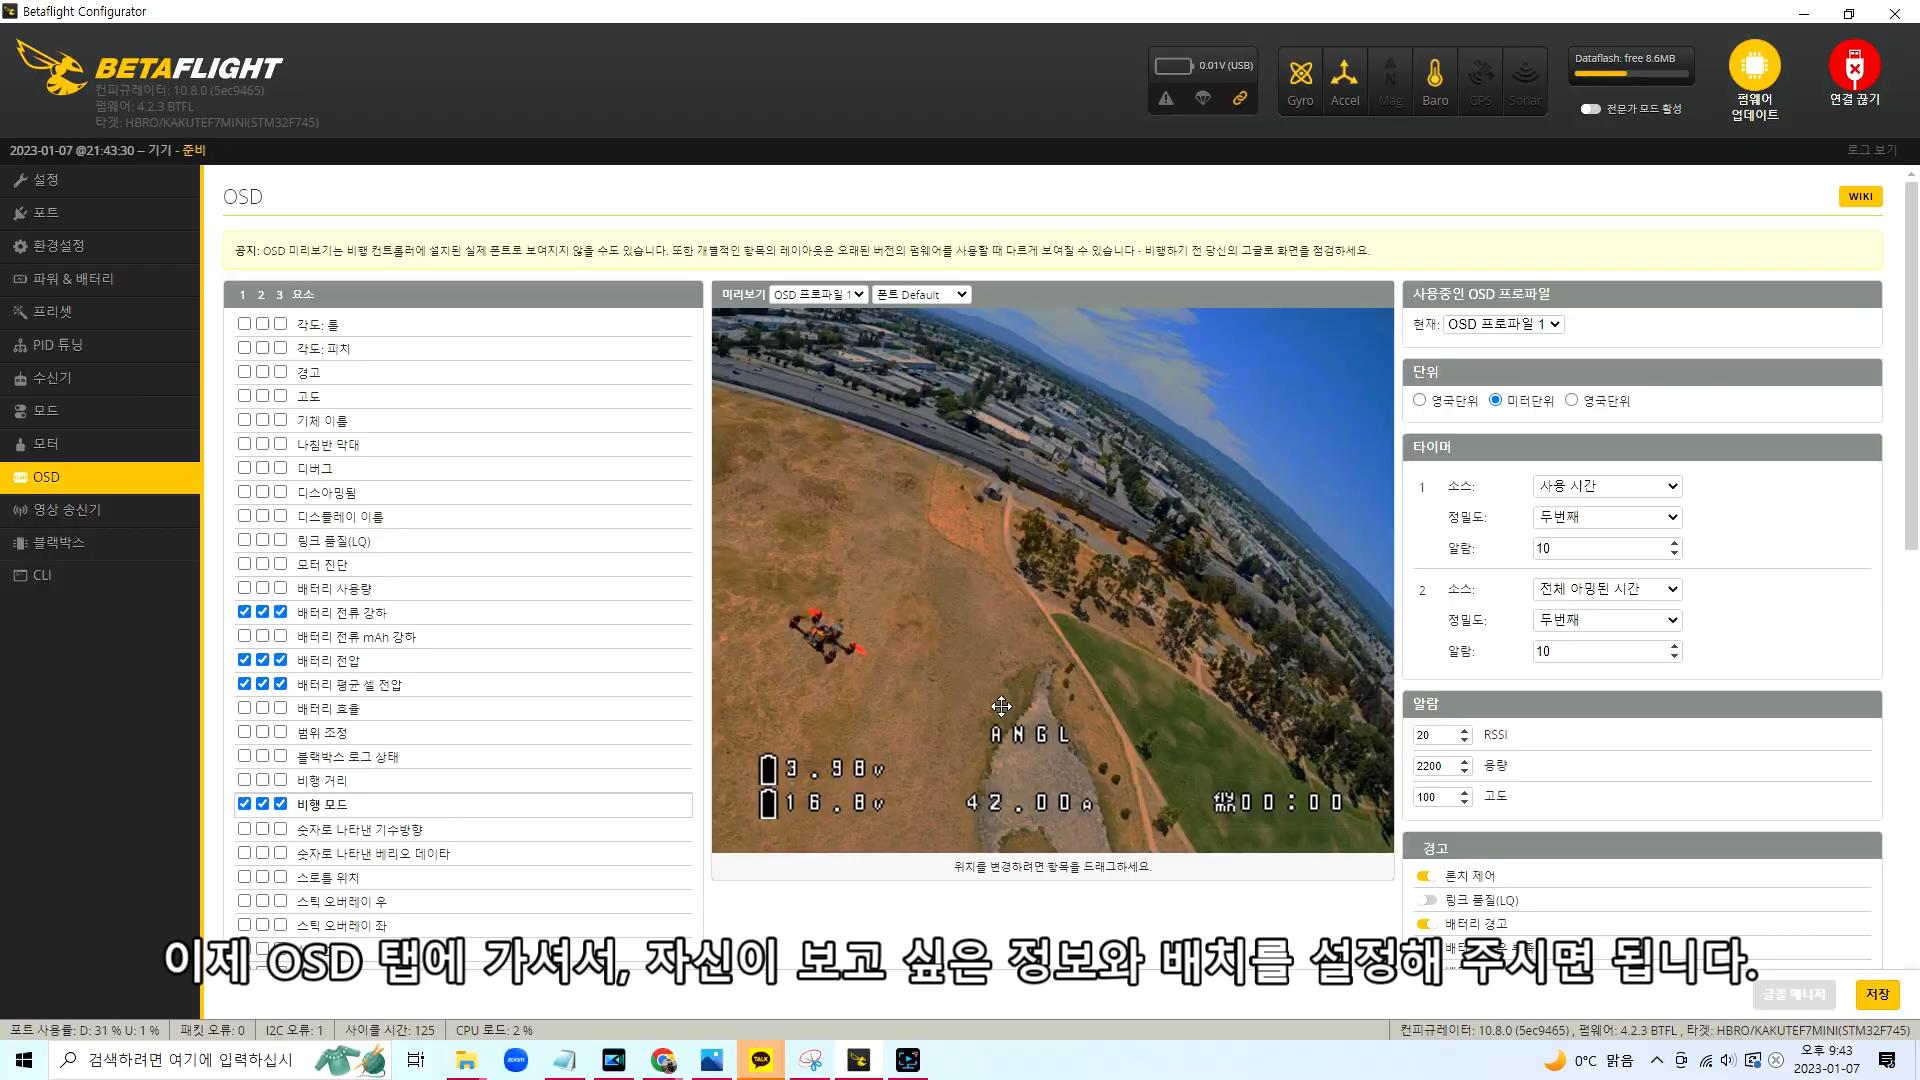 Betaflight Configurator
BETAFLIGHT
컨피규레이터: 10.8.0 (5ec9465)
펌웨어: 4.2.3 BTFL
타겟: HBRO/KAKUTEF7MINI(STM32F745)
0.01V (USB)
Gyro
Accel
Mag
Baro
GPS
Sonar
Dataflash: free 8.6MB
전문가 모드 활성
펌웨어
업데이트
연결 끊기
2023-01-07 @21:43:30 -- 기기 - 준비
로그 보기
설정
포트
환경설정
파워 & 배터리
프리셋
PID 튜닝
수신기
모드
모터
OSD
영상 송신기
블랙박스
CLI
OSD
WIKI
공지: OSD 미리보기는 비행 컨트롤러에 설치된 실제 폰트로 보여지지 않을 수도 있습니다. 또한 개별적인 항목의 레이아웃은 오래된 버전의 펌웨어를 사용할 때 다르게 보여질 수 있습니다 - 비행하기 전 당신의 고글로 화면을 점검하세요.
1 2 3 요소
각도: 롤
각도: 피치
경고
고도
기체 이름
나침반 막대
디버그
디스아밍됨
디스플레이 이름
링크 품질(LQ)
모터 진단
배터리 사용량
배터리 전류 강하
배터리 전류 mAh 강하
배터리 전압
배터리 평균 셀 전압
배터리 효율
범위 조정
블랙박스 로그 상태
비행 거리
비행 모드
숫자로 나타낸 기수방향
숫자로 나타낸 베리오 데이타
스로틀 위치
스틱 오버레이 우
스틱 오버레이 좌
미리보기 OSD 프로파일 1 폰트 Default
ANGL
3.98V
16.8V 42.00A fly mn 00:00
위치를 변경하려면 항목을 드래그하세요.
사용중인 OSD 프로파일
현재: OSD 프로파일 1
단위
영국단위 미터단위 영국단위
타이머
1 소스: 사용 시간
정밀도: 두번째
알람: 10
2 소스: 전체 아밍된 시간
정밀도: 두번째
알람: 10
알람
20 RSSI
2200 용량
100 고도
경고
론치 제어
링크 품질(LQ)
배터리 경고
이제 OSD 탭에 가셔서, 자신이 보고 싶은 정보와 배치를 설정해 주시면 됩니다.
글꼴 매니저
저장
포트 사용률: D: 31 % U: 1 % 패킷 오류: 0 I2C 오류: 1 사이클 시간: 125 CPU 로드: 2 % 컨피규레이터: 10.8.0 (5ec9465) , 펌웨어: 4.2.3 BTFL , 타겟: HBRO/KAKUTEF7MINI(STM32F745)
검색하려면 여기에 입력하십시
zoom
TALK
0°C 맑음
오후 9:43
2023-01-07